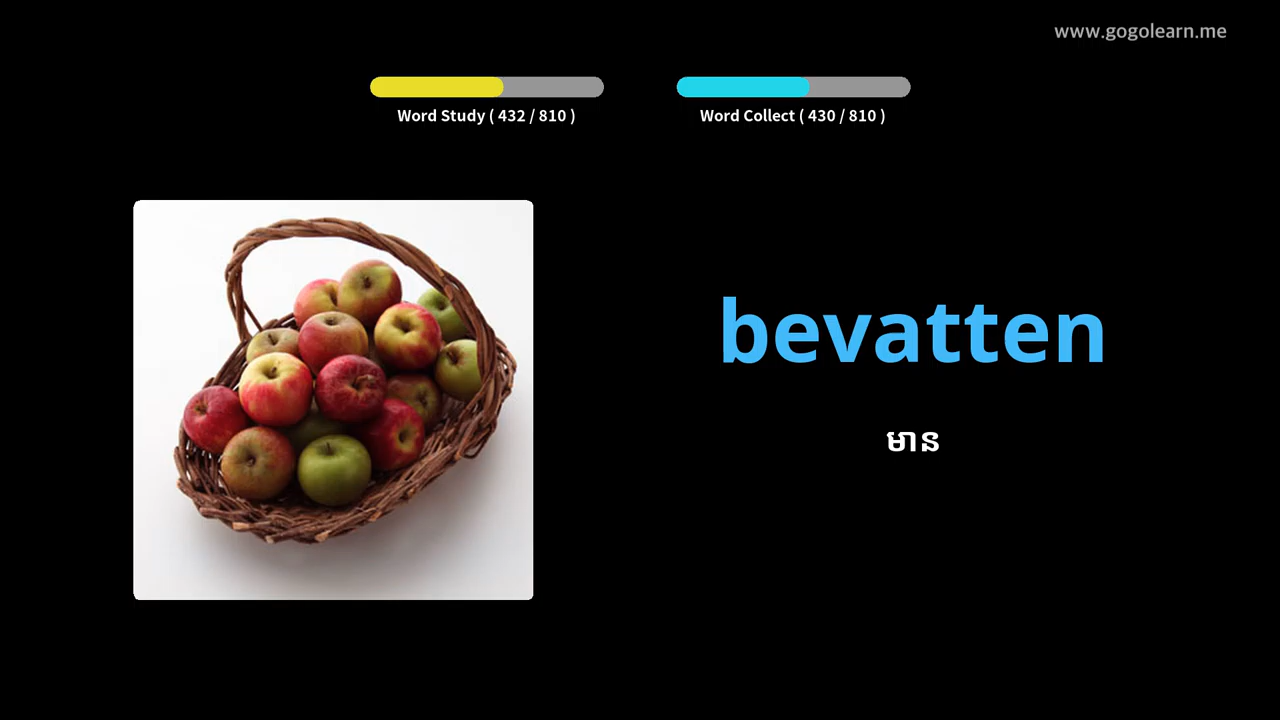 www.gogolearn.me
Word Study ( 432 / 810 )
Word Collect ( 430 / 810 )
bevatten
មាន